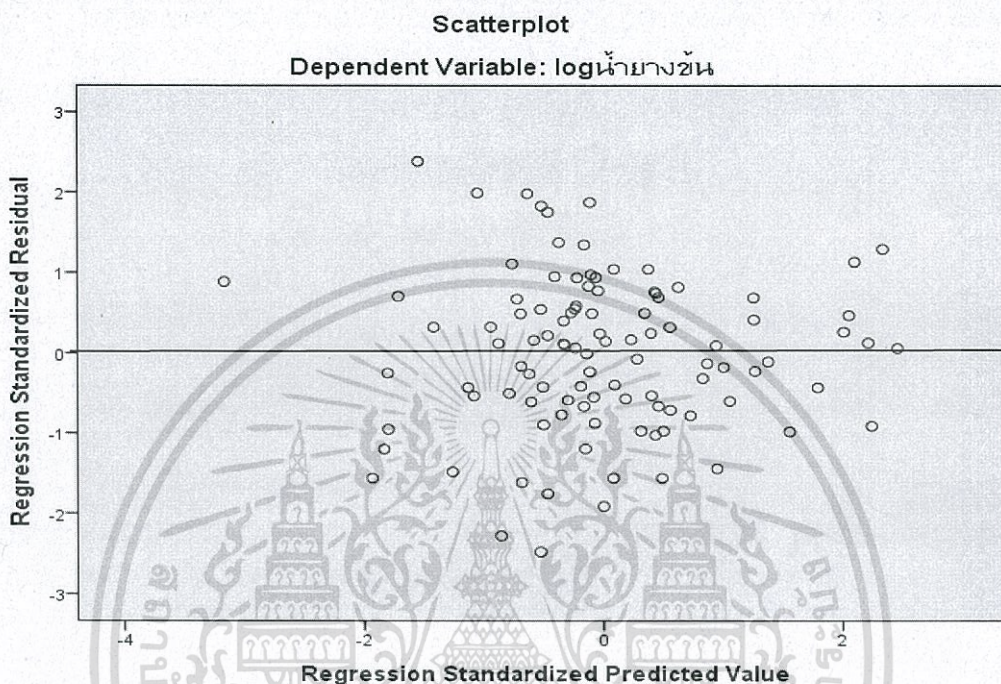 Scatterplot
Dependent Variable: logน้ำยางข้น
Regression Standardized Residual
3
2
1
0
-1
-2
-3
-4
-2
0
2
Regression Standardized Predicted Value